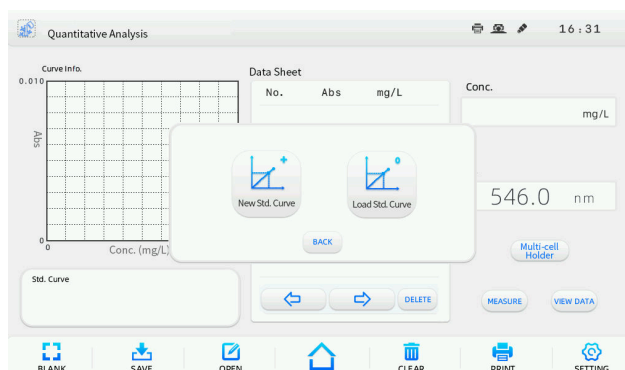 Quantitative Analysis
16:31
Curve Info.
0.010
Abs
0
0
Conc. (mg/L)
Data Sheet
No. Abs mg/L
Conc.
mg/L
New Std. Curve
Load Std. Curve
BACK
546.0 nm
Multi-cell
Holder
Std. Curve
DELETE
MEASURE
VIEW DATA
BLANK
SAVE
OPEN
CLEAR
PRINT
SETTING